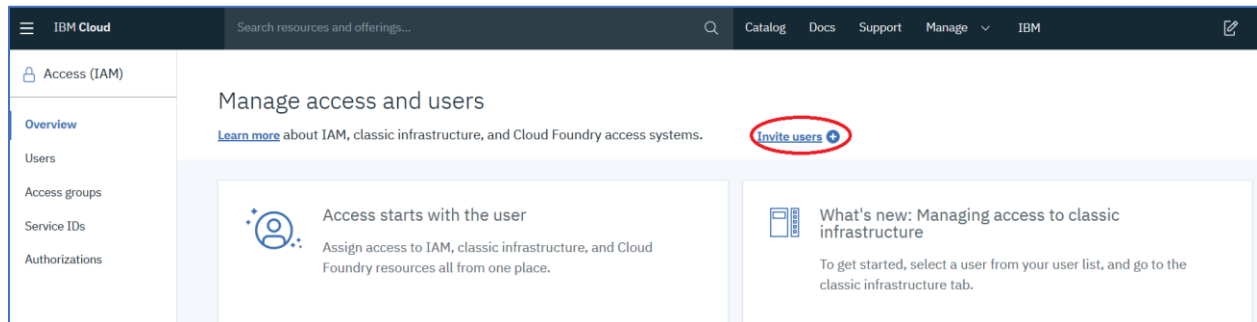 IBM Cloud
Search resources and offerings...
Catalog
Docs
Support
Manage
IBM
Access (IAM)
Overview
Users
Access groups
Service IDs
Authorizations
Manage access and users
Learn more about IAM, classic infrastructure, and Cloud Foundry access systems.
Invite users
Access starts with the user
Assign access to IAM, classic infrastructure, and Cloud
Foundry resources all from one place.
What's new: Managing access to classic
infrastructure
To get started, select a user from your user list, and go to the
classic infrastructure tab.